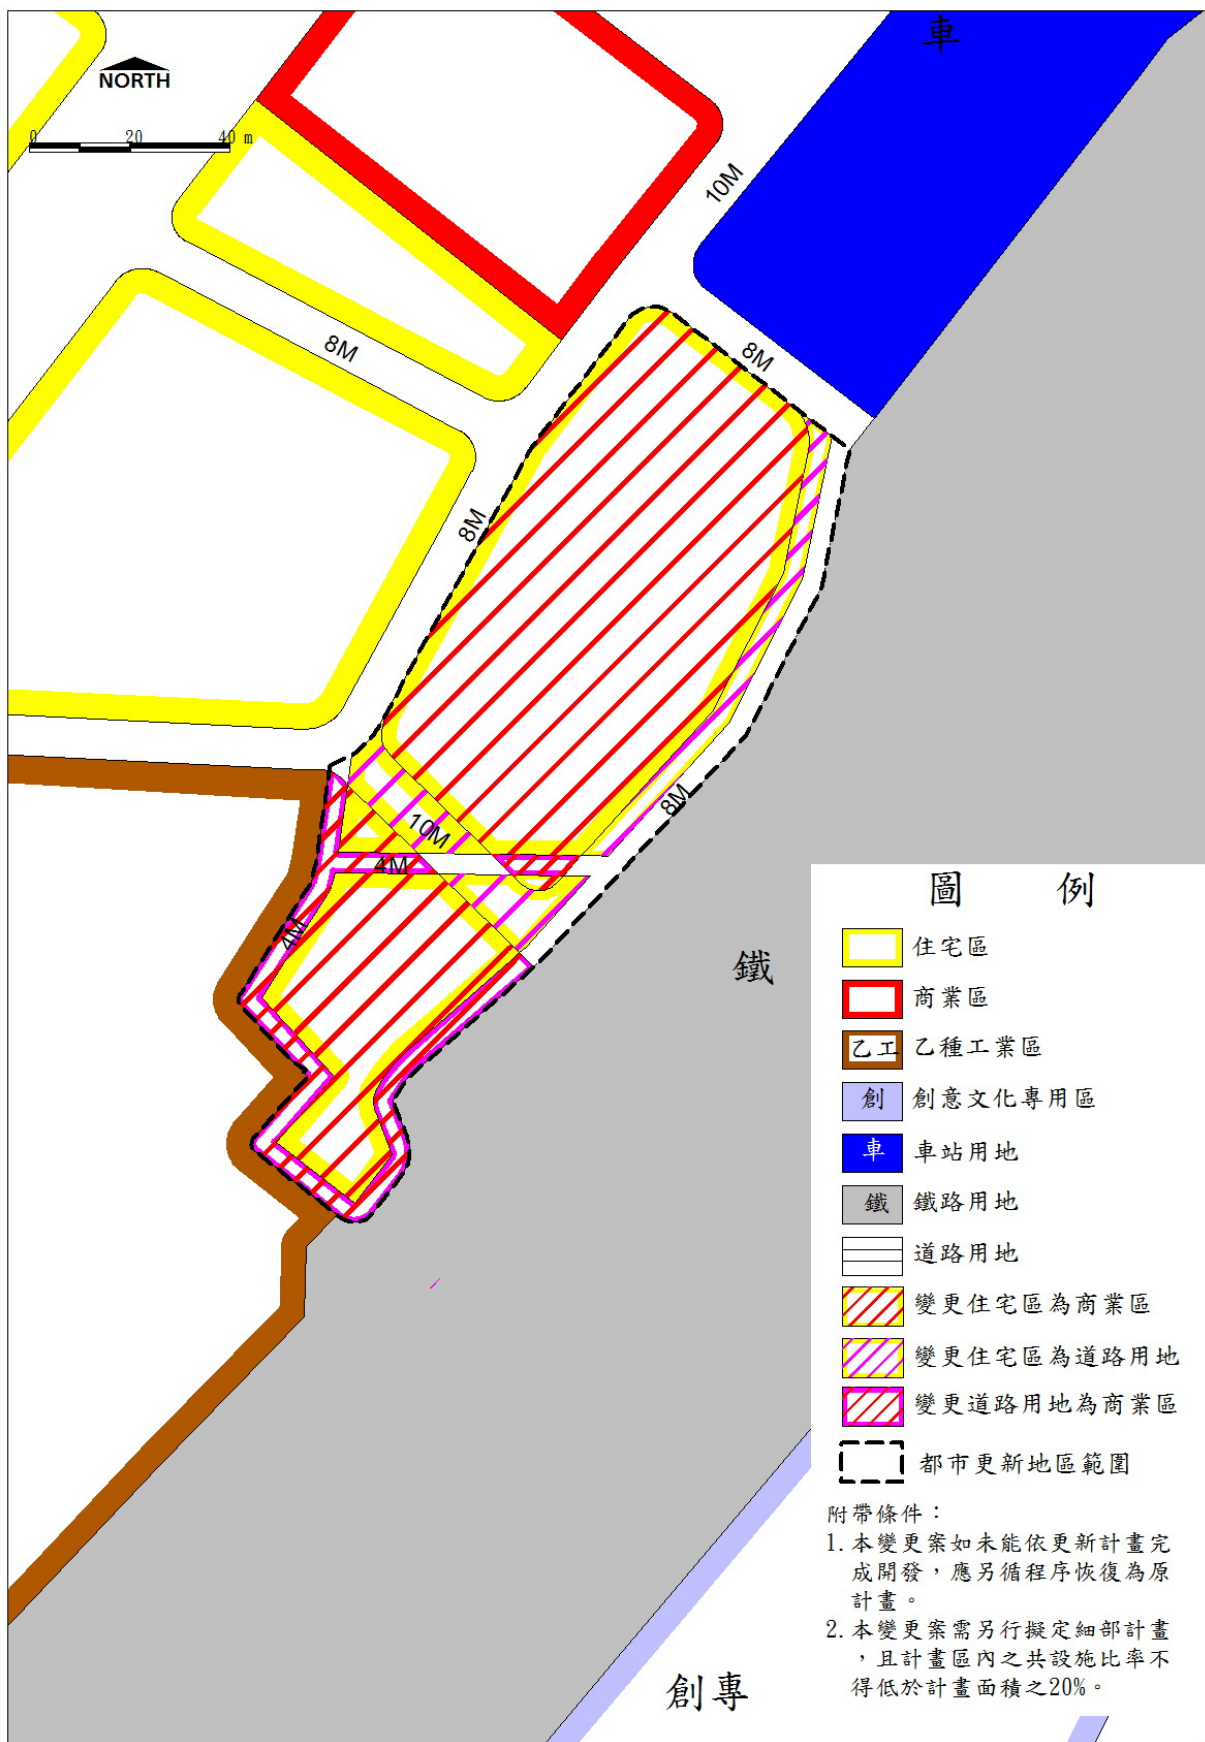 車
NORTH
0 20 40 m
10M
8M
8M
8M
10M
8M
4M
4M
鐵
創專
圖 例
住宅區
商業區
乙工 乙種工業區
創 創意文化專用區
車 車站用地
鐵 鐵路用地
道路用地
變更住宅區為商業區
變更住宅區為道路用地
變更道路用地為商業區
都市更新地區範圍
附帶條件：
1. 本變更案如未能依更新計畫完
成開發，應另循程序恢復為原
計畫。
2. 本變更案需另行擬定細部計畫
，且計畫區內之共設施比率不
得低於計畫面積之20%。